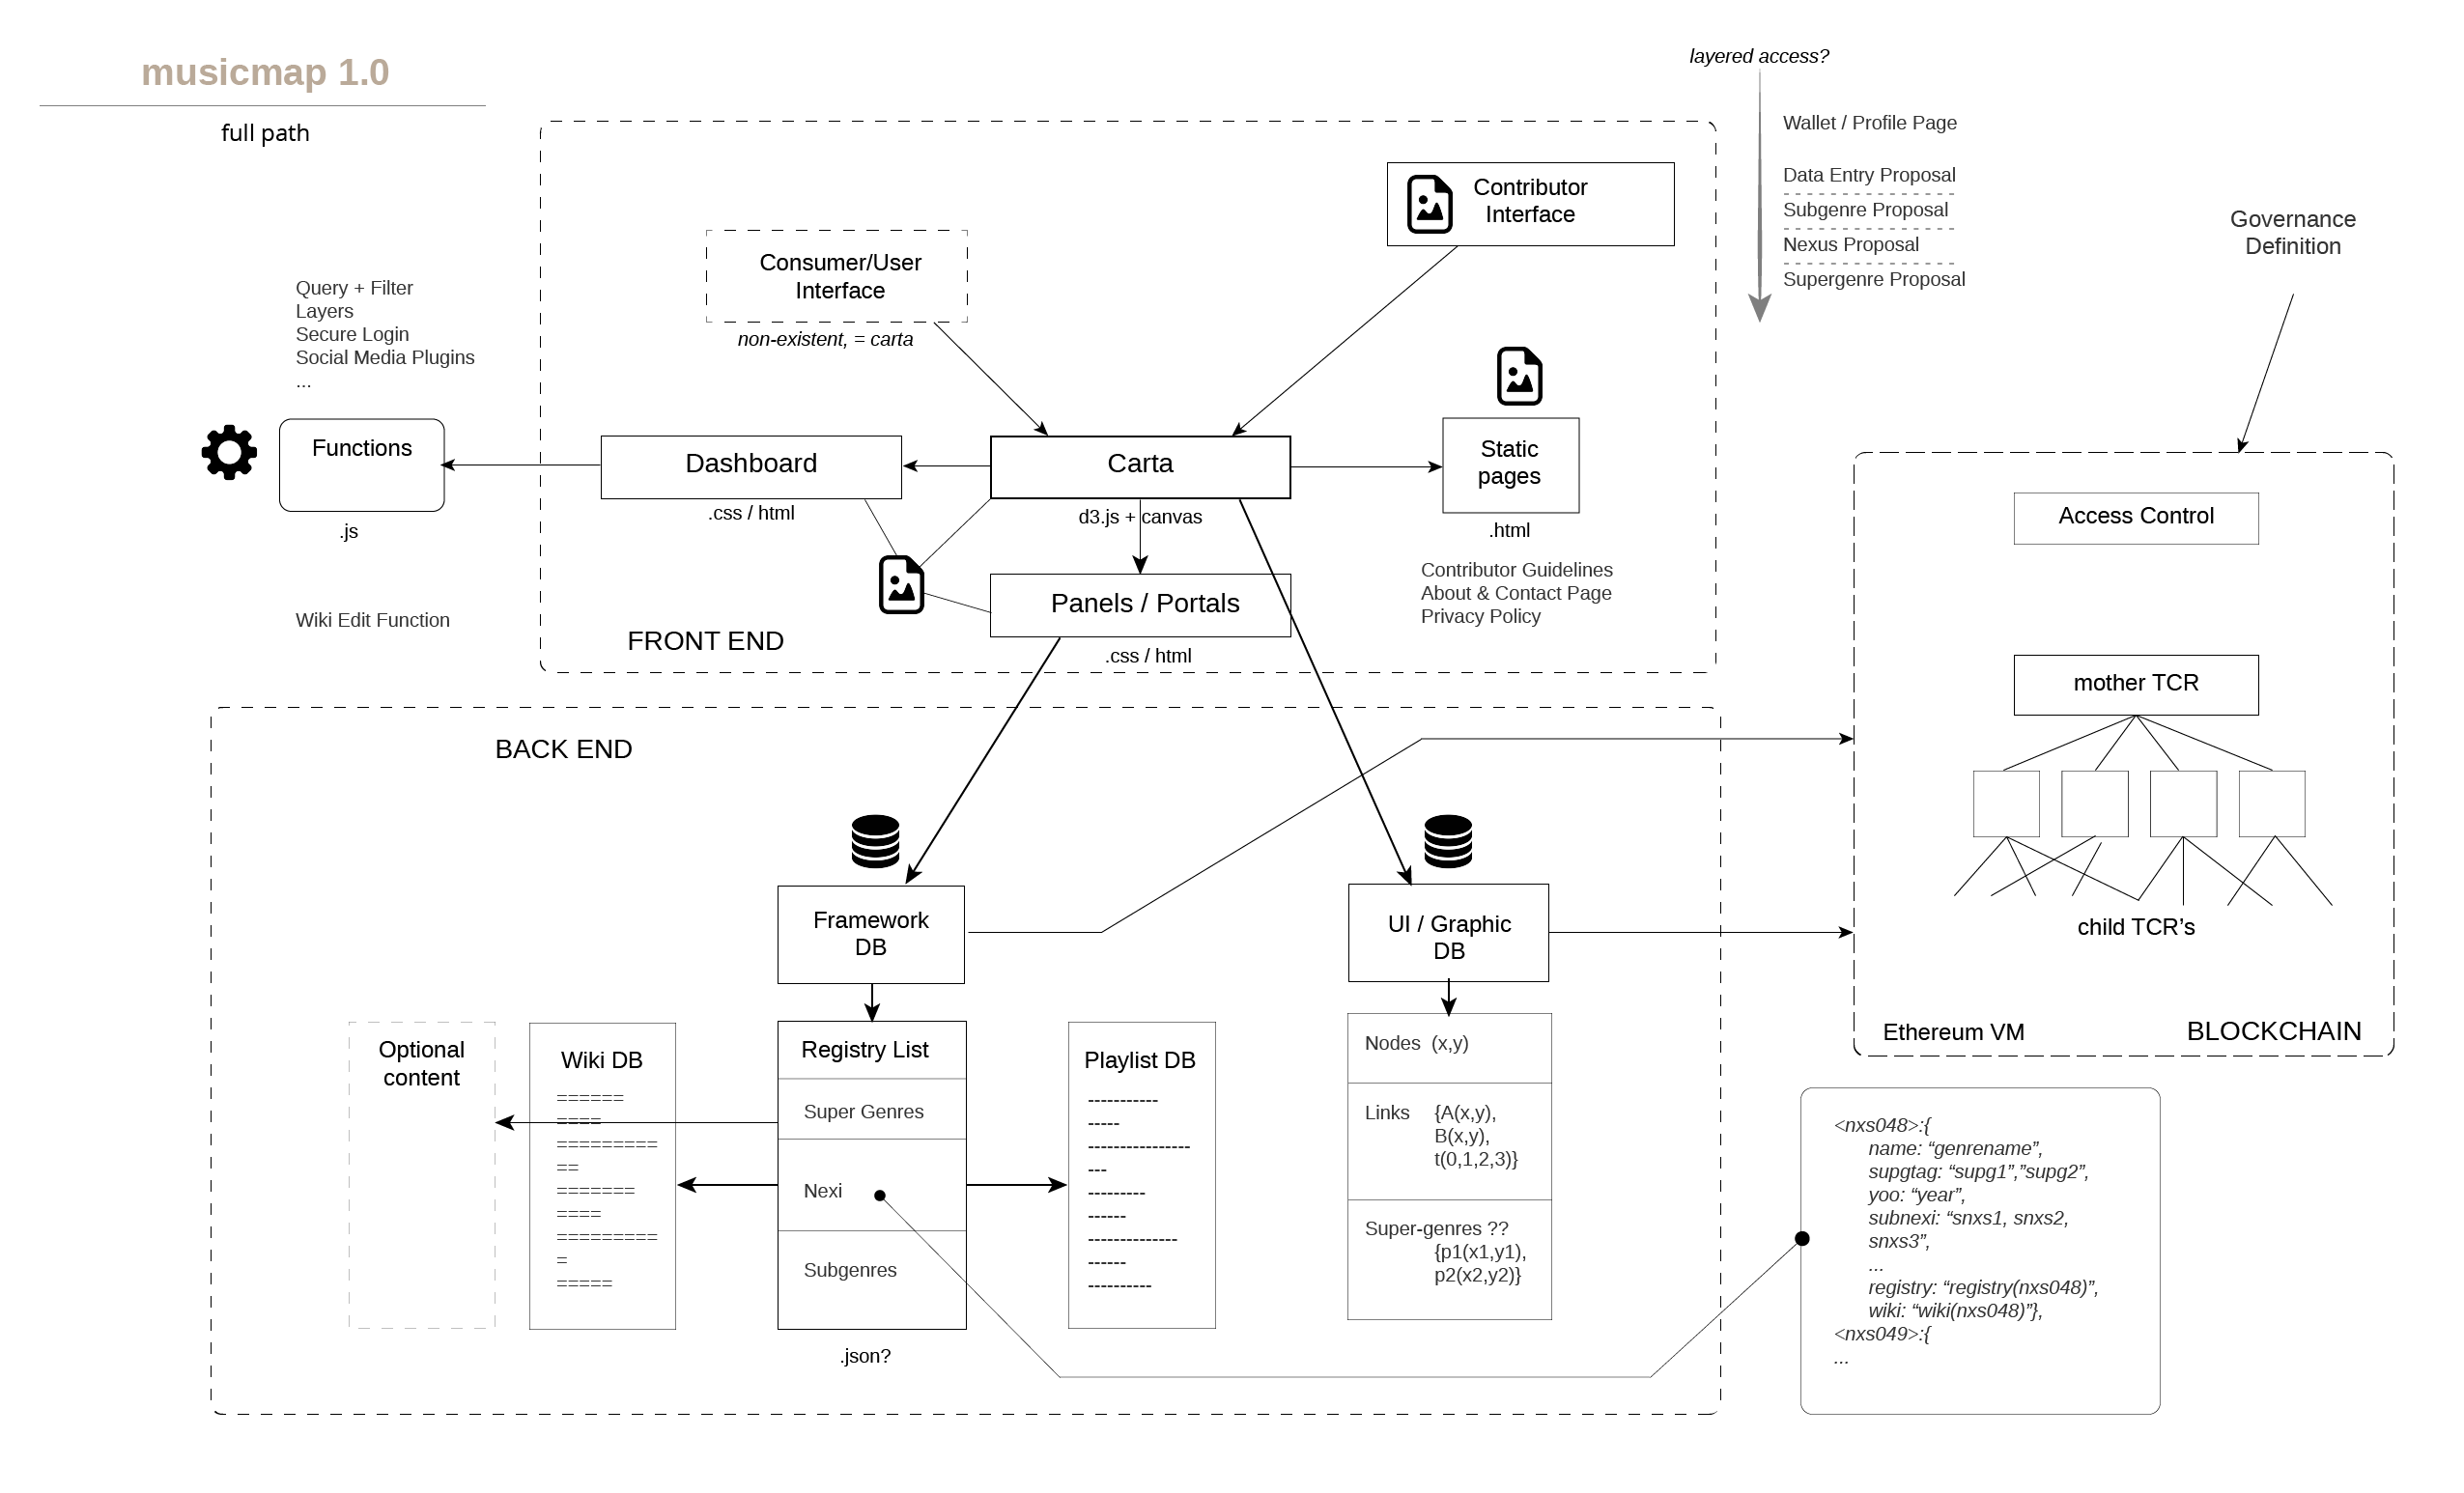 musicmap 1.0
full path
layered access?
Wallet / Profile Page
Data Entry Proposal
Subgenre Proposal
Nexus Proposal
Supergenre Proposal
Governance
Definition
Contributor
Interface
Consumer/User
Interface
non-existent, = carta
Query + Filter
Layers
Secure Login
Social Media Plugins
...
Functions
.js
Wiki Edit Function
Dashboard
.css / html
Carta
d3.js + canvas
Static
pages
.html
Contributor Guidelines
About & Contact Page
Privacy Policy
Panels / Portals
.css / html
FRONT END
Access Control
mother TCR
child TCR’s
Ethereum VM
BLOCKCHAIN
BACK END
Framework
DB
UI / Graphic
DB
Optional
content
Wiki DB
======
====
=========
==
=======
====
=========
=
=====
Registry List
Super Genres
Nexi
Subgenres
.json?
Playlist DB
-----------
-----
----------------
---
---------
------
--------------
------
----------
Nodes (x,y)
Links {A(x,y),
B(x,y),
t(0,1,2,3)}
Super-genres ??
{p1(x1,y1),
p2(x2,y2)}
<nxs048>:{
name: “genrename”,
supgtag: “supg1”,”supg2”,
yoo: “year”,
subnexi: “snxs1, snxs2,
snxs3”,
...
registry: “registry(nxs048)”,
wiki: “wiki(nxs048)”},
<nxs049>:{
...